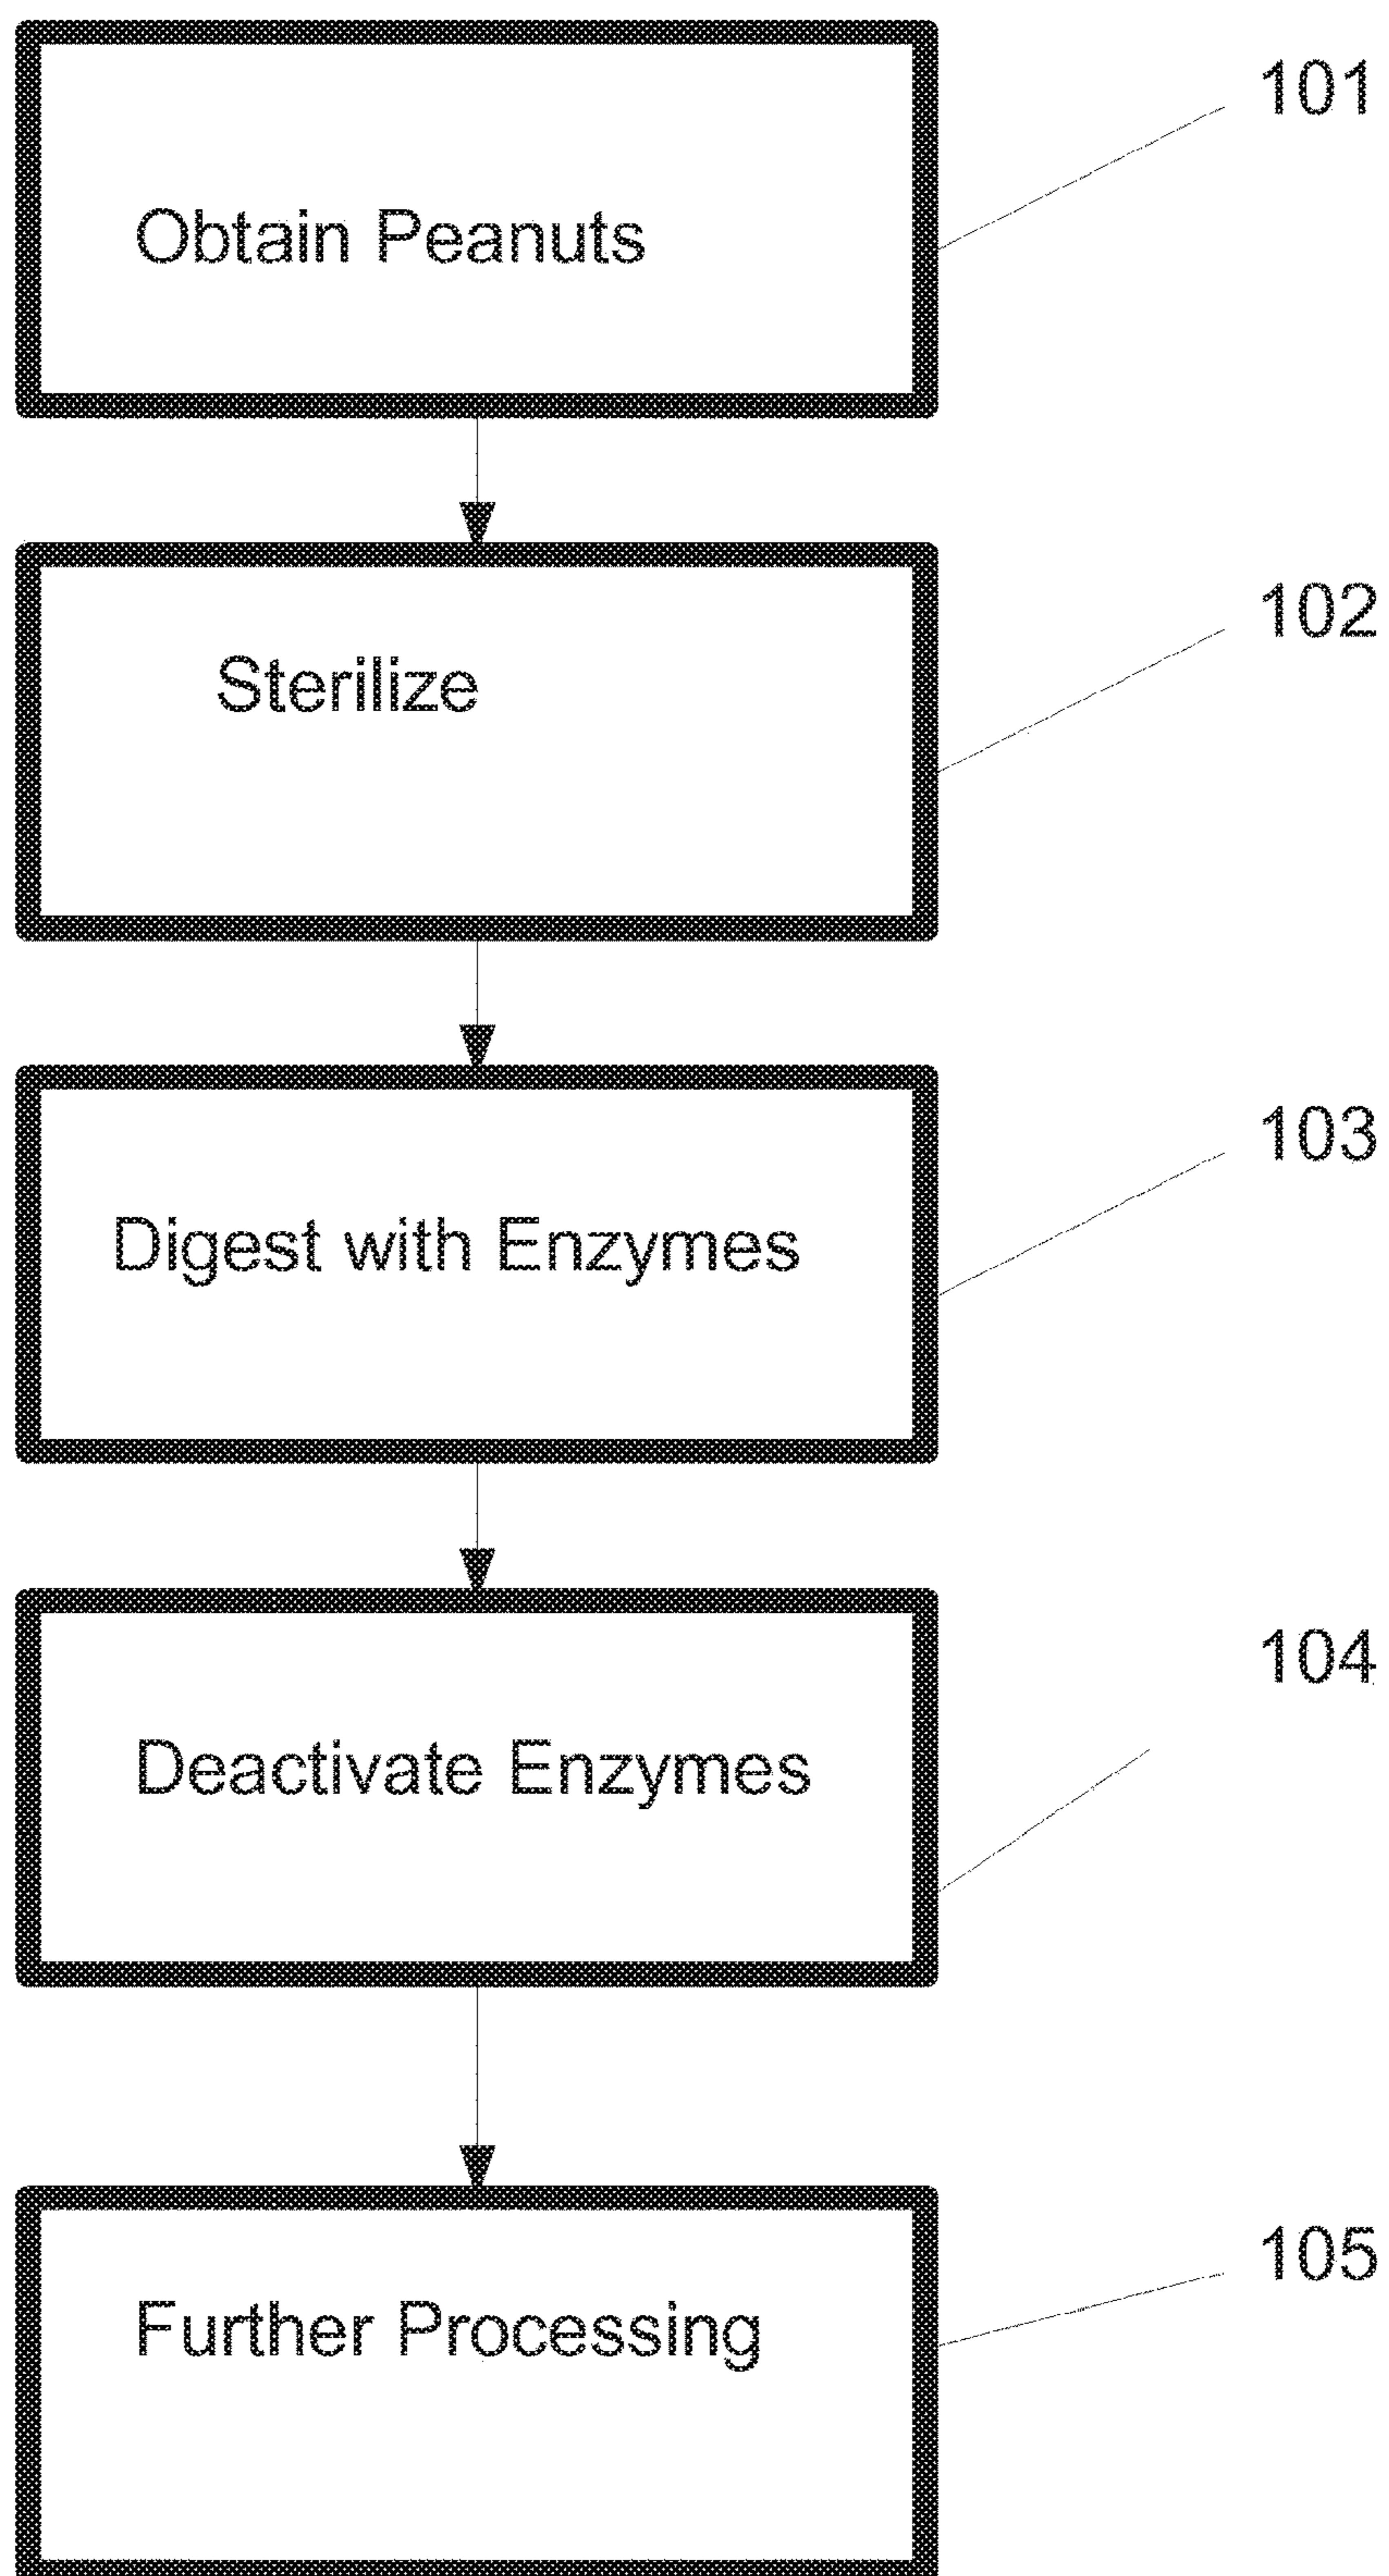 101
Obtain Peanuts
102
Sterilize
103
Digest with Enzymes
104
Deactivate Enzymes
105
Further Processing